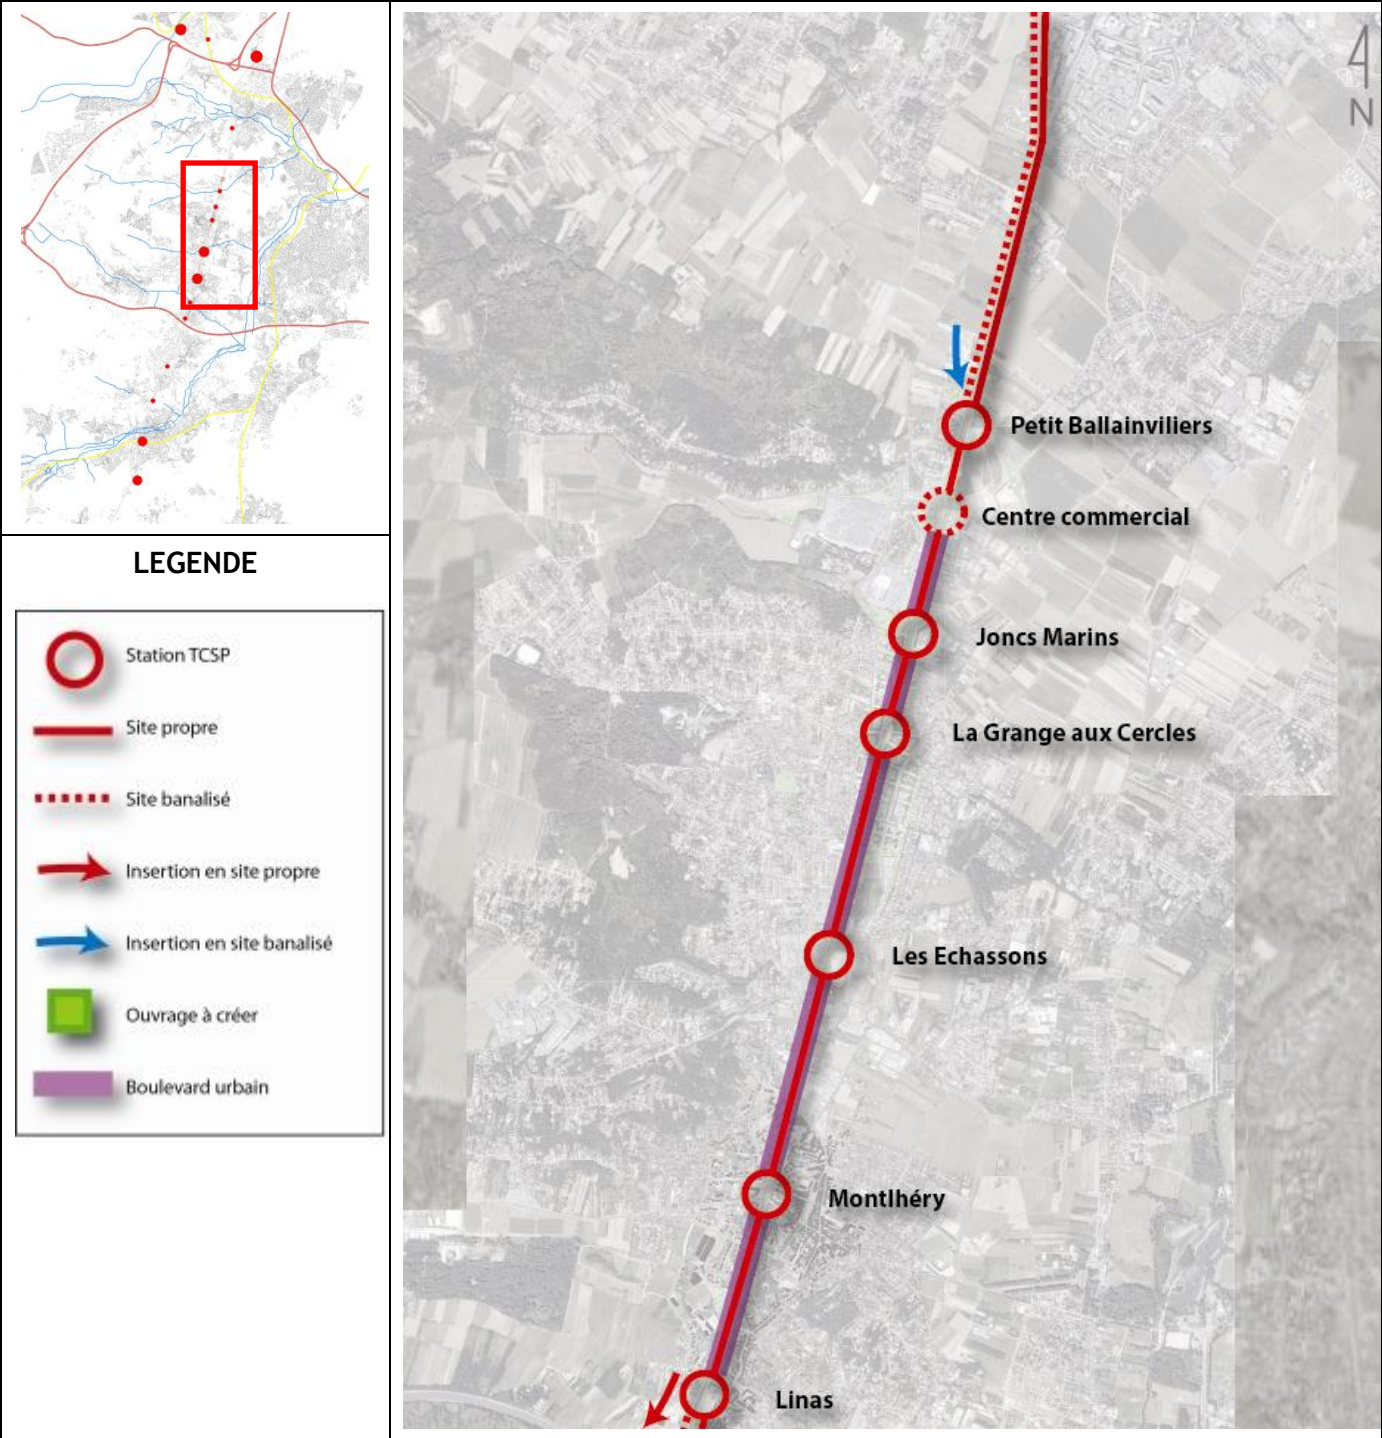 LEGENDE
Station TCSP
Site propre
Site banalisé
Insertion en site propre
Insertion en site banalisé
Ouvrage à créer
Boulevard urbain
N
Petit Ballainviliers
Centre commercial
Joncs Marins
La Grange aux Cercles
Les Echassons
Montlhéry
Linas